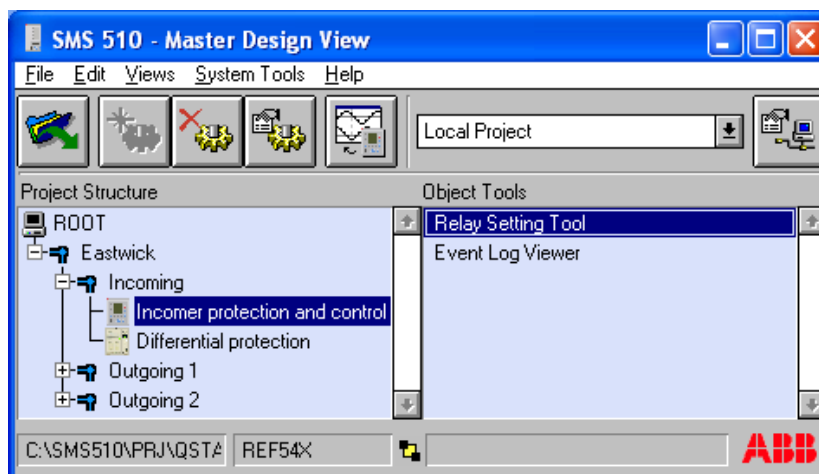 SMS 510 - Master Design View
File Edit Views System Tools Help
Local Project
Project Structure
Object Tools
ROOT
Relay Setting Tool
Eastwick
Event Log Viewer
Incoming
Incomer protection and control
Differential protection
Outgoing 1
Outgoing 2
C:\SMS510\PRJ\QSTA
REF54X
ABB